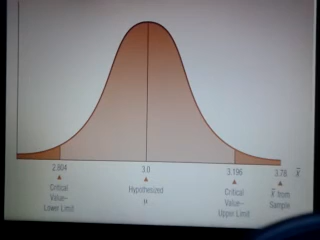 2.804 3.0 3.196 3.78 x̄
Critical Value– Lower Limit
Hypothesized μ
Critical Value– Upper Limit
x̄ from Sample